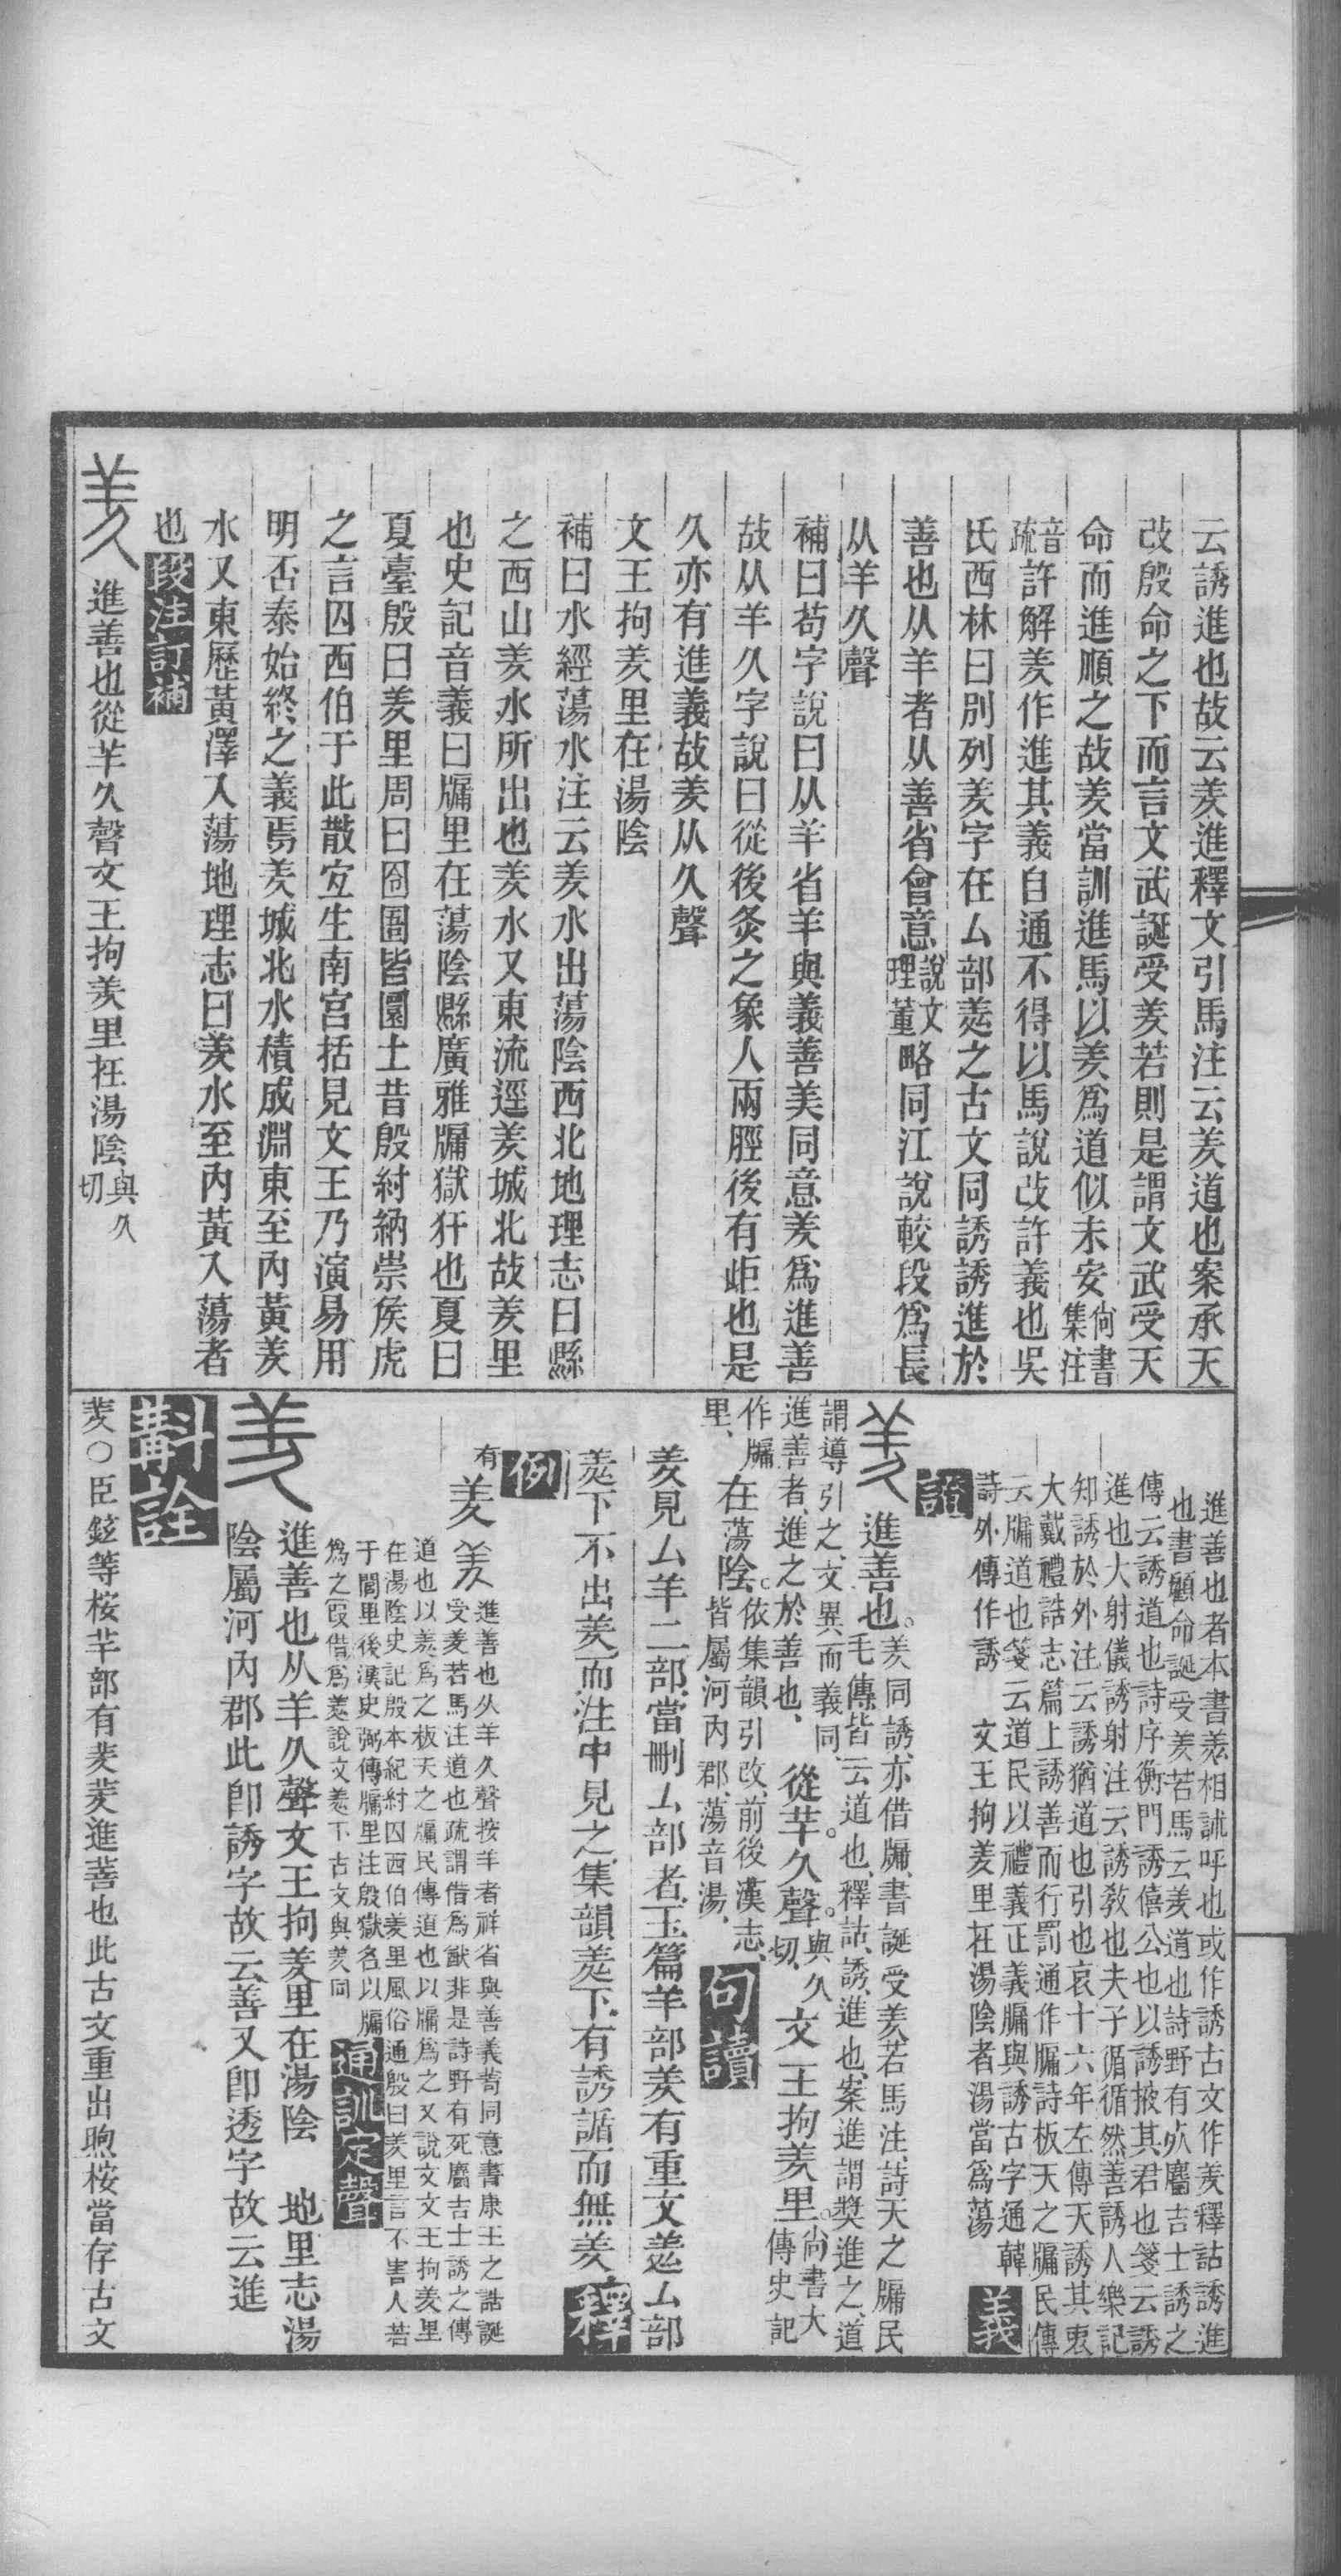 云誘進也故云羑進釋文引馬注云羑道也案承天
改殷命之下而言文武誕受羑若則是謂文武受天
命而進順之故羑當訓進馬以羑爲道似未安尙書集注
音疏許解羑作進其義自通不得以馬說改許義也吳
氏西林曰別列羑字在厶部羑之古文同誘誘進於
善也从羊者从善省會意說文理董略同江說較段爲長
从羊久聲
補曰苟字說曰从羊省羊與義善美同意羑爲進善
故从羊久字說曰從後灸之象人兩脛後有歫也是
久亦有進義故羑从久聲
文王拘羑里在湯陰
補曰水經蕩水注云羑水出蕩陰西北地理志曰縣
之西山羑水所出也羑水又東流逕羑城北故羑里
也史記音義曰牖里在蕩陰縣廣雅牖獄犴也夏曰
夏臺殷曰羑里周曰囹圄皆圜土昔殷紂納崇侯虎
之言囚西伯于此散宜生南宮括見文王乃演易用
明否泰始終之義焉羑城北水積成淵東至內黃羑
水又東歷黃澤入蕩地理志曰羑水至內黃入蕩者
也段注訂補
羑進善也從羊久聲文王拘羑里在湯陰與久切
進善也者本書羑相訹呼也或作誘古文作羑釋詁誘進
也書顧命誕受羑若馬云羑道也詩野有死麕吉士誘之
傳云誘道也詩序衡門誘僖公也以誘掖其君也箋云誘
進也大射儀誘射注云誘敎也夫子循循然善誘人樂記
知誘於外注云誘猶道也引也哀十六年左傳天誘其衷
大戴禮誥志篇上誘善而行罰通作牖詩板天之牖民傳
云牖道也箋云道民以禮義正義牖與誘古字通韓
詩外傳作誘 文王拘羑里在湯陰者湯當爲蕩義
證
羑進善也。羑同誘、亦借牖、書誕受羑若馬注、詩天之牖民
毛傳皆云道也、釋詁、誘、進也、案進謂獎進之、道
謂導引之、文異而義同、
進善者、進之於善也、從羊。久聲。與久切、文王拘羑里。尙書大傳史記
作牖里、在蕩陰。依集韻引改、前後漢志、皆屬河內郡、蕩音湯、句讀
羑見厶羊二部、當刪厶部者、玉篇羊部羑有重文羑、厶部
羑下不出羑、而注中見之、集韻羑下、有誘䛻而無羑釋
例
有羑羑進善也从羊久聲按羊者祥省與善義苟同意書康王之誥誕
受羑若馬注道也疏謂借爲猷非是詩野有死麕吉士誘之傳
道也以羑爲之板天之牖民傳道也以牖爲之又說文文王拘羑里
在湯陰史記殷本紀紂囚西伯羑里風俗通殷曰羑里言不害人若
于閭里後漢史弼傳牖里注殷獄名以牖
爲之叚借爲羑說文羑下古文與羑同通訓定聲
羑進善也从羊久聲文王拘羑里在湯陰 地里志湯
陰屬河內郡此卽誘字故云善又卽透字故云進
斠詮
羑○臣鉉等桉羊部有羑羑進善也此古文重出煦桉當存古文